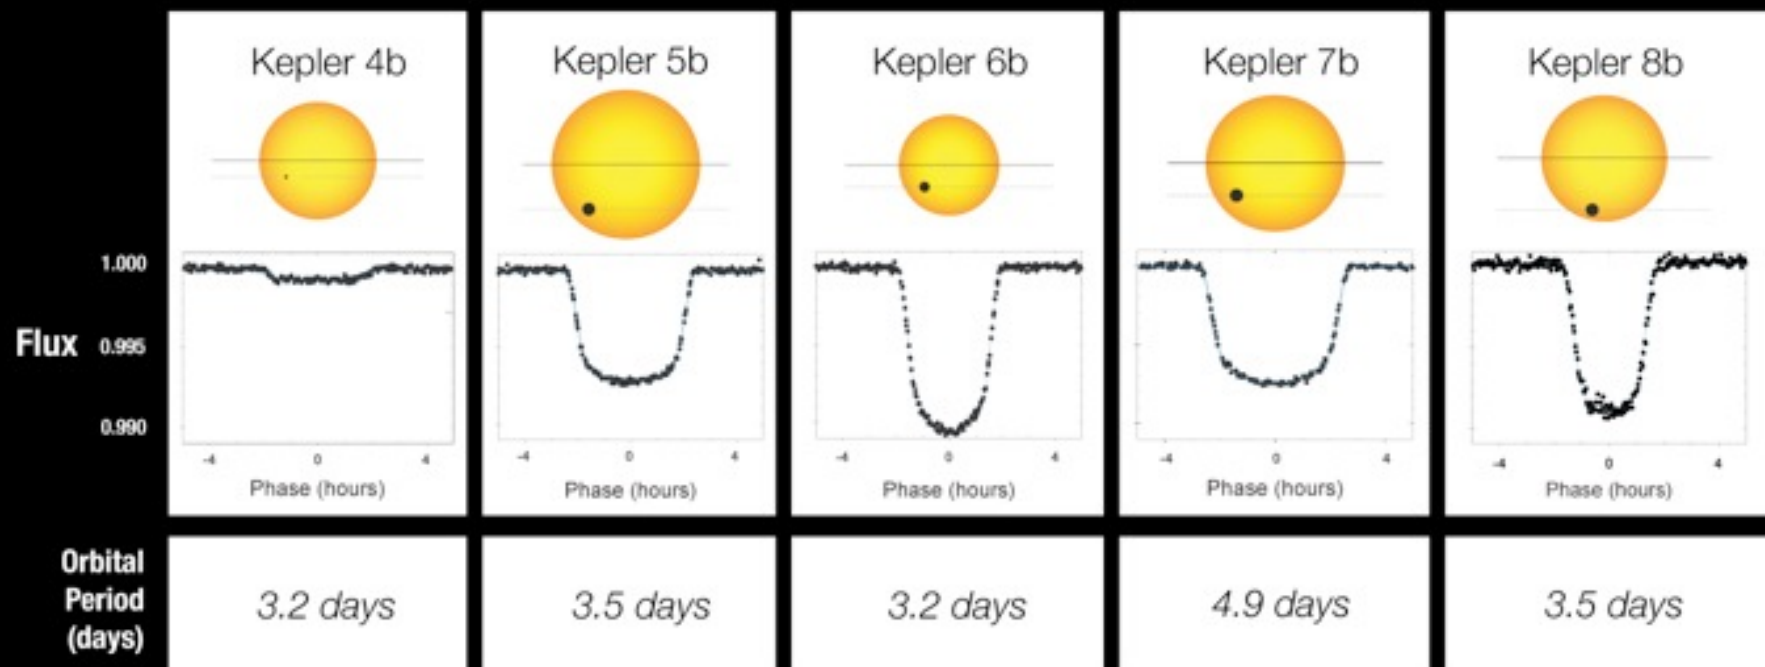 Kepler 4b
Kepler 5b
Kepler 6b
Kepler 7b
Kepler 8b
Flux
1.000
0.995
0.990
-4 0 4
-4 0 4
-4 0 4
-4 0 4
-4 0 4
Phase (hours)
Phase (hours)
Phase (hours)
Phase (hours)
Phase (hours)
Orbital
Period
(days)
3.2 days
3.5 days
3.2 days
4.9 days
3.5 days